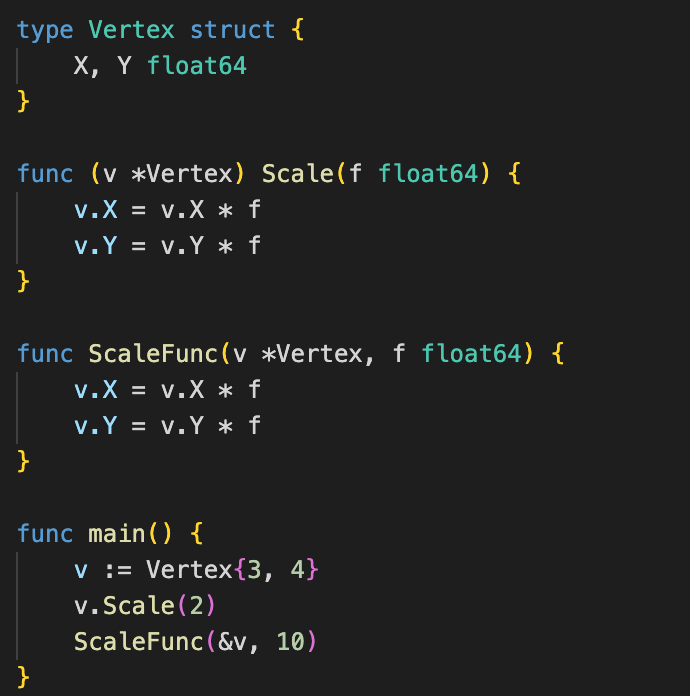 type Vertex struct {
    X, Y float64
}

func (v *Vertex) Scale(f float64) {
    v.X = v.X * f
    v.Y = v.Y * f
}

func ScaleFunc(v *Vertex, f float64) {
    v.X = v.X * f
    v.Y = v.Y * f
}

func main() {
    v := Vertex{3, 4}
    v.Scale(2)
    ScaleFunc(&v, 10)
}